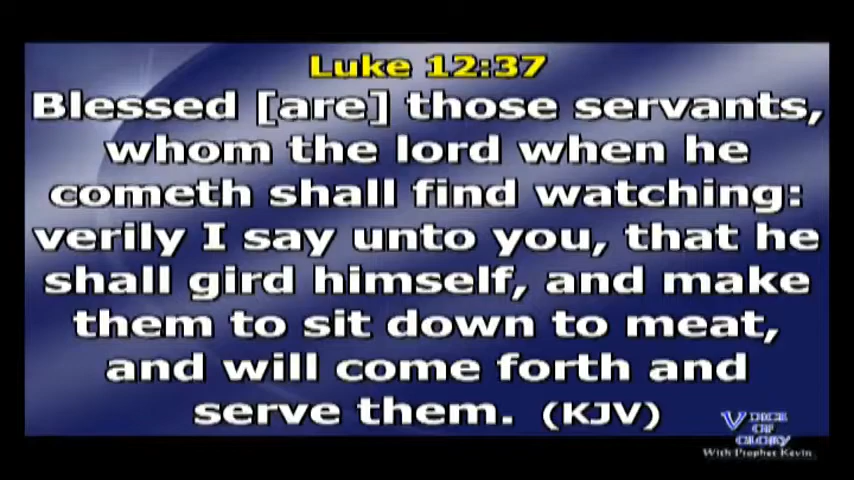 Luke 12:37
Blessed [are] those servants,
whom the lord when he
cometh shall find watching:
verily I say unto you, that he
shall gird himself, and make
them to sit down to meat,
and will come forth and
serve them. (KJV)
VOICE
OF
GLORY
With Prophet Kevin